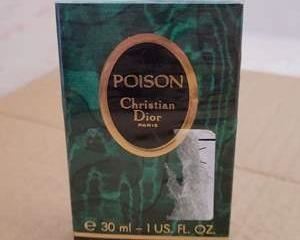 POISON
Christian
Dior
PARIS
e 30 ml – 1 US. FL. OZ.